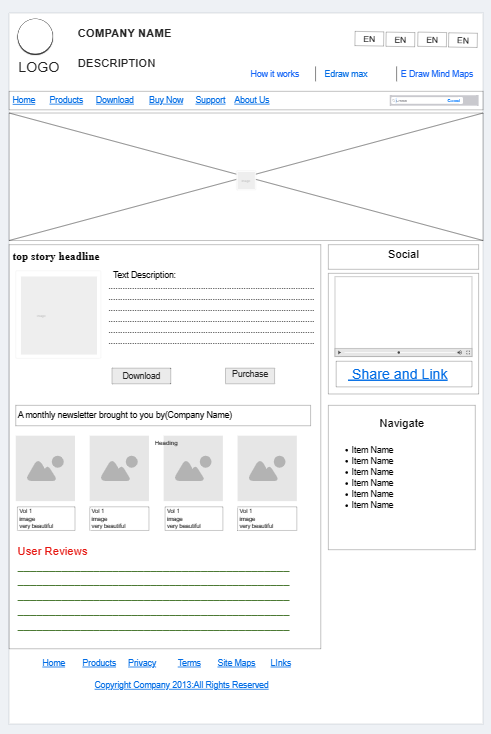 COMPANY NAME
LOGO
DESCRIPTION
EN EN EN EN
How it works Edraw max E Draw Mind Maps
Home Products Download Buy Now Support About Us
top story headline
Text Description:
Download Purchase
Social
Share and Link
A monthly newsletter brought to you by(Company Name)
Heading
Vol 1 Vol 1 Vol 1 Vol 1
image image image image
very beautiful very beautiful very beautiful very beautiful
Navigate
Item Name
Item Name
Item Name
Item Name
Item Name
Item Name
User Reviews
Home Products Privacy Terms Site Maps LInks
Copyright Company 2013:All Rights Reserved